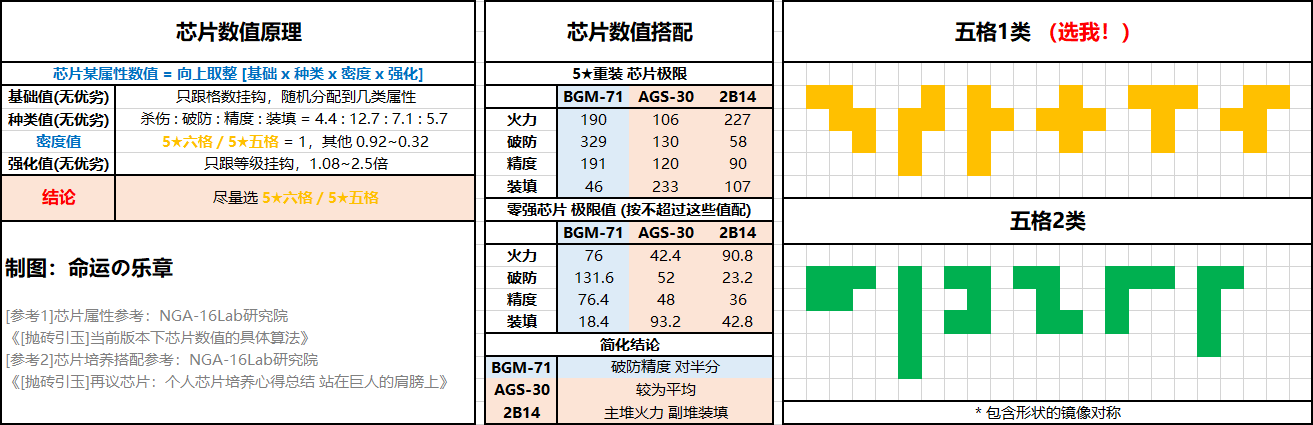 芯片数值原理
芯片某属性数值 = 向上取整 [基础 x 种类 x 密度 x 强化]
基础值(无优劣) 只跟格数挂钩，随机分配到几类属性
种类值(无优劣) 杀伤 : 破防 : 精度 : 装填 = 4.4 : 12.7 : 7.1 : 5.7
密度值 5★六格 / 5★五格 = 1，其他 0.92~0.32
强化值(无优劣) 只跟等级挂钩，1.08~2.5倍
结论 尽量选 5★六格 / 5★五格
制图：命运の乐章
[参考1]芯片属性参考：NGA-16Lab研究院
《[抛砖引玉]当前版本下芯片数值的具体算法》
[参考2]芯片培养搭配参考：NGA-16Lab研究院
《[抛砖引玉]再议芯片：个人芯片培养心得总结 站在巨人的肩膀上》
芯片数值搭配
5★重装 芯片极限
BGM-71 AGS-30 2B14
火力 190 106 227
破防 329 130 58
精度 191 120 90
装填 46 233 107
零强芯片 极限值 (按不超过这些值配)
BGM-71 AGS-30 2B14
火力 76 42.4 90.8
破防 131.6 52 23.2
精度 76.4 48 36
装填 18.4 93.2 42.8
简化结论
BGM-71 破防精度 对半分
AGS-30 较为平均
2B14 主堆火力 副堆装填
五格1类 （选我！）
五格2类
* 包含形状的镜像对称